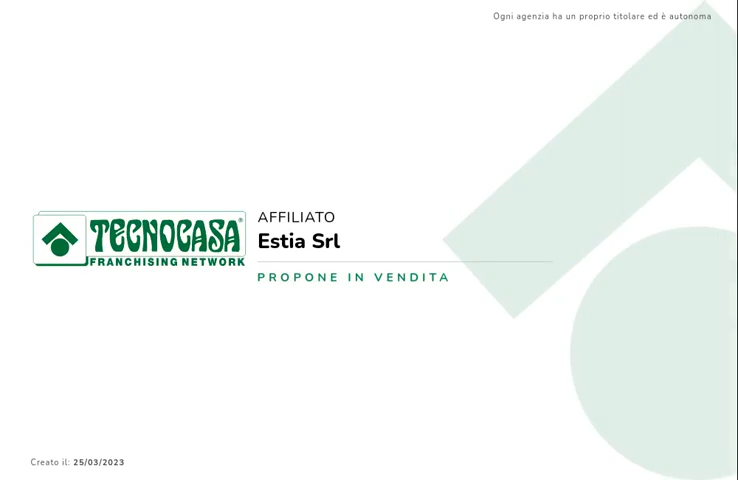 Ogni agenzia ha un proprio titolare ed è autonoma
TECNOCASA®
FRANCHISING NETWORK
AFFILIATO
Estia Srl
PROPONE IN VENDITA
Creato il: 25/03/2023